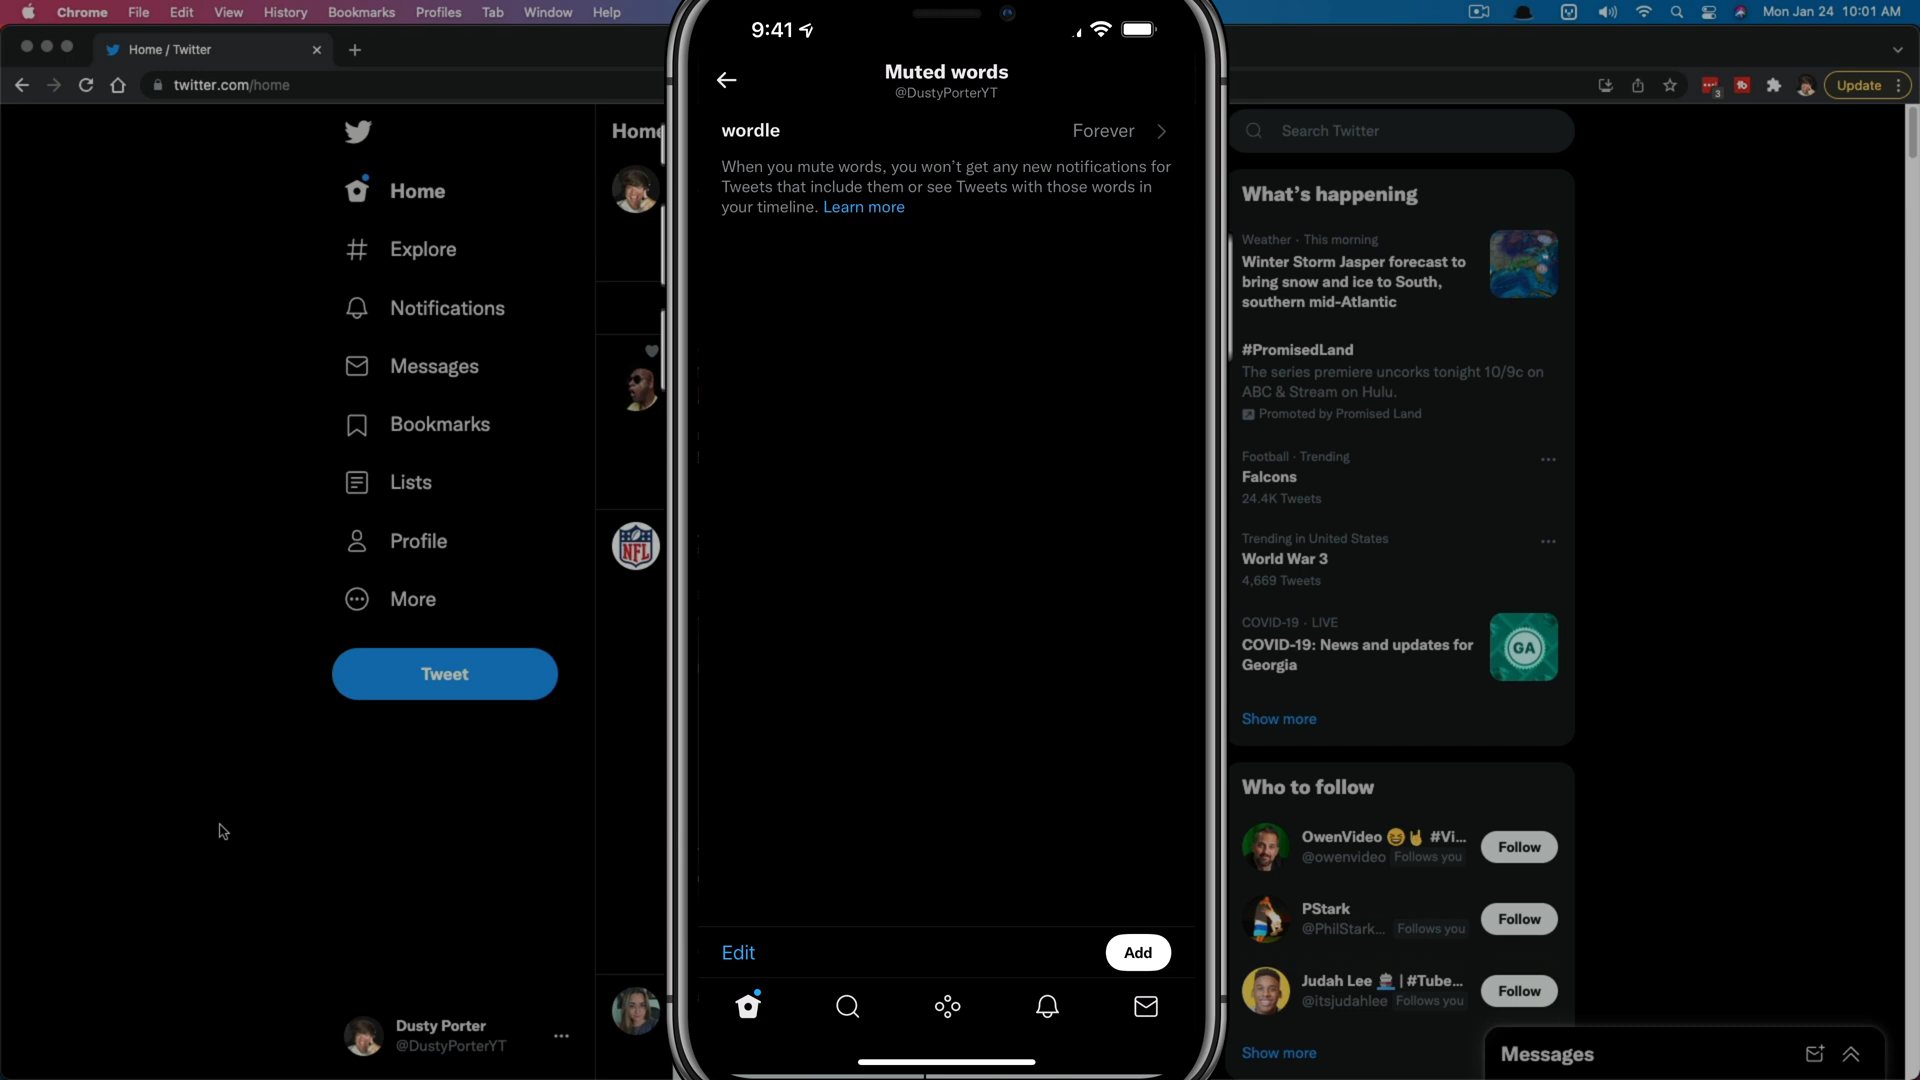 Chrome File Edit View History Bookmarks Profiles Tab Window Help
Mon Jan 24 10:01 AM
Home / Twitter
twitter.com/home
3
Update
Home
Explore
Notifications
Messages
Bookmarks
Lists
Profile
More
Tweet
Dusty Porter
@DustyPorterYT
Home
NFL
9:41
Muted words
@DustyPorterYT
wordle Forever
When you mute words, you won’t get any new notifications for
Tweets that include them or see Tweets with those words in
your timeline. Learn more
Edit Add
Search Twitter
What’s happening
Weather · This morning
Winter Storm Jasper forecast to
bring snow and ice to South,
southern mid-Atlantic
#PromisedLand
The series premiere uncorks tonight 10/9c on
ABC & Stream on Hulu.
Promoted by Promised Land
Football · Trending
Falcons
24.4K Tweets
Trending in United States
World War 3
4,669 Tweets
COVID-19 · LIVE
COVID-19: News and updates for
Georgia
GA
Show more
Who to follow
OwenVideo 😆🤘 #Vi...
@owenvideo Follows you
Follow
PStark
@PhilStark... Follows you
Follow
Judah Lee | #Tube...
@itsjudahlee Follows you
Follow
Show more
Messages